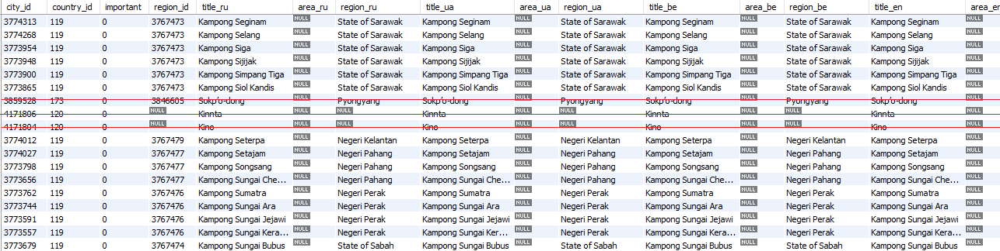 city_id country_id important region_id title_ru area_ru region_ru title_ua area_ua region_ua title_be area_be region_be title_en area_en
3774313 119 0 3767473 Kampong Seginam NULL State of Sarawak Kampong Seginam NULL State of Sarawak Kampong Seginam NULL State of Sarawak Kampong Seginam NULL
3774268 119 0 3767473 Kampong Selang NULL State of Sarawak Kampong Selang NULL State of Sarawak Kampong Selang NULL State of Sarawak Kampong Selang NULL
3773954 119 0 3767473 Kampong Siga NULL State of Sarawak Kampong Siga NULL State of Sarawak Kampong Siga NULL State of Sarawak Kampong Siga NULL
3773948 119 0 3767473 Kampong Sijijak NULL State of Sarawak Kampong Sijijak NULL State of Sarawak Kampong Sijijak NULL State of Sarawak Kampong Sijijak NULL
3773900 119 0 3767473 Kampong Simpang Tiga NULL State of Sarawak Kampong Simpang Tiga NULL State of Sarawak Kampong Simpang Tiga NULL State of Sarawak Kampong Simpang Tiga NULL
3773865 119 0 3767473 Kampong Siol Kandis NULL State of Sarawak Kampong Siol Kandis NULL State of Sarawak Kampong Siol Kandis NULL State of Sarawak Kampong Siol Kandis NULL
3859528 173 0 3846605 Sokp'o-dong NULL Pyongyang Sokp'o-dong NULL Pyongyang Sokp'o-dong NULL Pyongyang Sokp'o-dong NULL
4171806 120 0 NULL Kinnta NULL NULL Kinnta NULL NULL Kinnta NULL NULL Kinnta NULL
4171804 120 0 NULL Kino NULL NULL Kino NULL NULL Kino NULL NULL Kino NULL
3774012 119 0 3767479 Kampong Seterpa NULL Negeri Kelantan Kampong Seterpa NULL Negeri Kelantan Kampong Seterpa NULL Negeri Kelantan Kampong Seterpa NULL
3774027 119 0 3767477 Kampong Setajam NULL Negeri Pahang Kampong Setajam NULL Negeri Pahang Kampong Setajam NULL Negeri Pahang Kampong Setajam NULL
3773798 119 0 3767477 Kampong Songsang NULL Negeri Pahang Kampong Songsang NULL Negeri Pahang Kampong Songsang NULL Negeri Pahang Kampong Songsang NULL
3773656 119 0 3767477 Kampong Sungai Che... NULL Negeri Pahang Kampong Sungai Che... NULL Negeri Pahang Kampong Sungai Che... NULL Negeri Pahang Kampong Sungai Che... NULL
3773762 119 0 3767476 Kampong Sumatra NULL Negeri Perak Kampong Sumatra NULL Negeri Perak Kampong Sumatra NULL Negeri Perak Kampong Sumatra NULL
3773744 119 0 3767476 Kampong Sungai Ara NULL Negeri Perak Kampong Sungai Ara NULL Negeri Perak Kampong Sungai Ara NULL Negeri Perak Kampong Sungai Ara NULL
3773591 119 0 3767476 Kampong Sungai Jejawi NULL Negeri Perak Kampong Sungai Jejawi NULL Negeri Perak Kampong Sungai Jejawi NULL Negeri Perak Kampong Sungai Jejawi NULL
3773557 119 0 3767476 Kampong Sungai Kera... NULL Negeri Perak Kampong Sungai Ker... NULL Negeri Perak Kampong Sungai Kera... NULL Negeri Perak Kampong Sungai Kera... NULL
3773679 119 0 3767474 Kampong Sungai Bubus NULL State of Sabah Kampong Sungai Bubus NULL State of Sabah Kampong Sungai Bubus NULL State of Sabah Kampong Sungai Bubus NULL